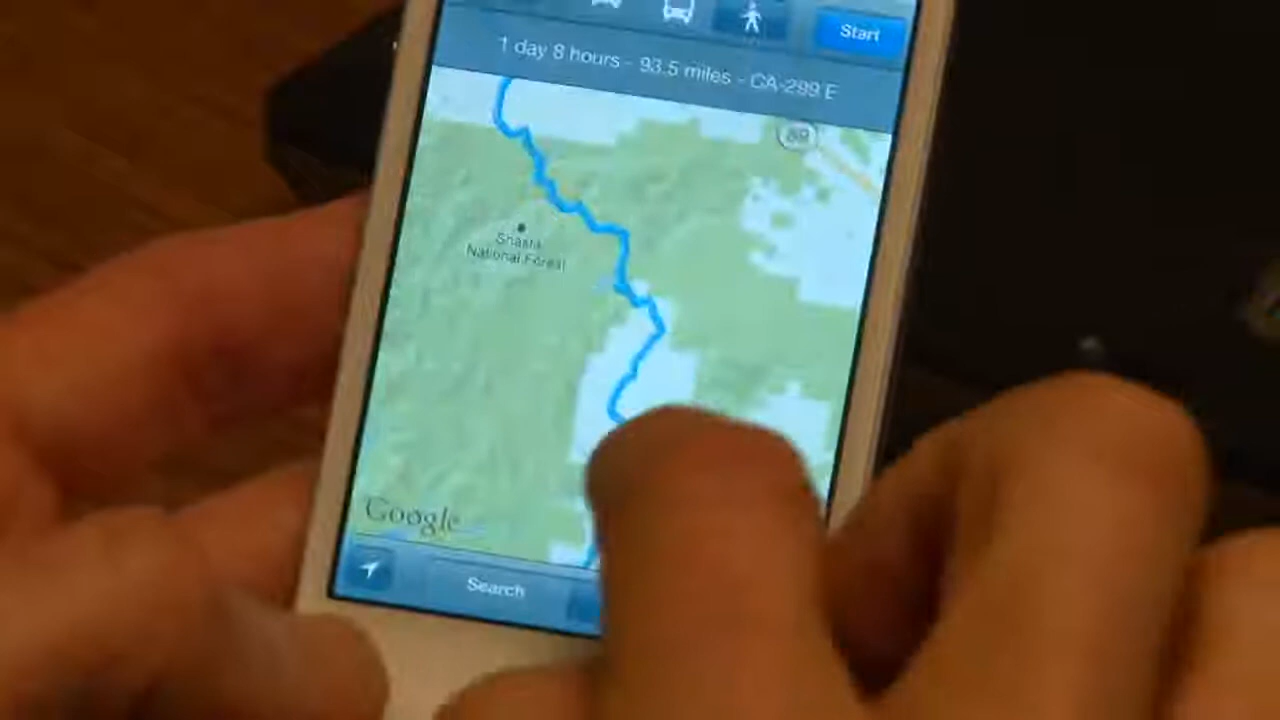 Start
1 day 8 hours - 93.5 miles - CA-299 E
89
Shasta
National Forest
Google
Search